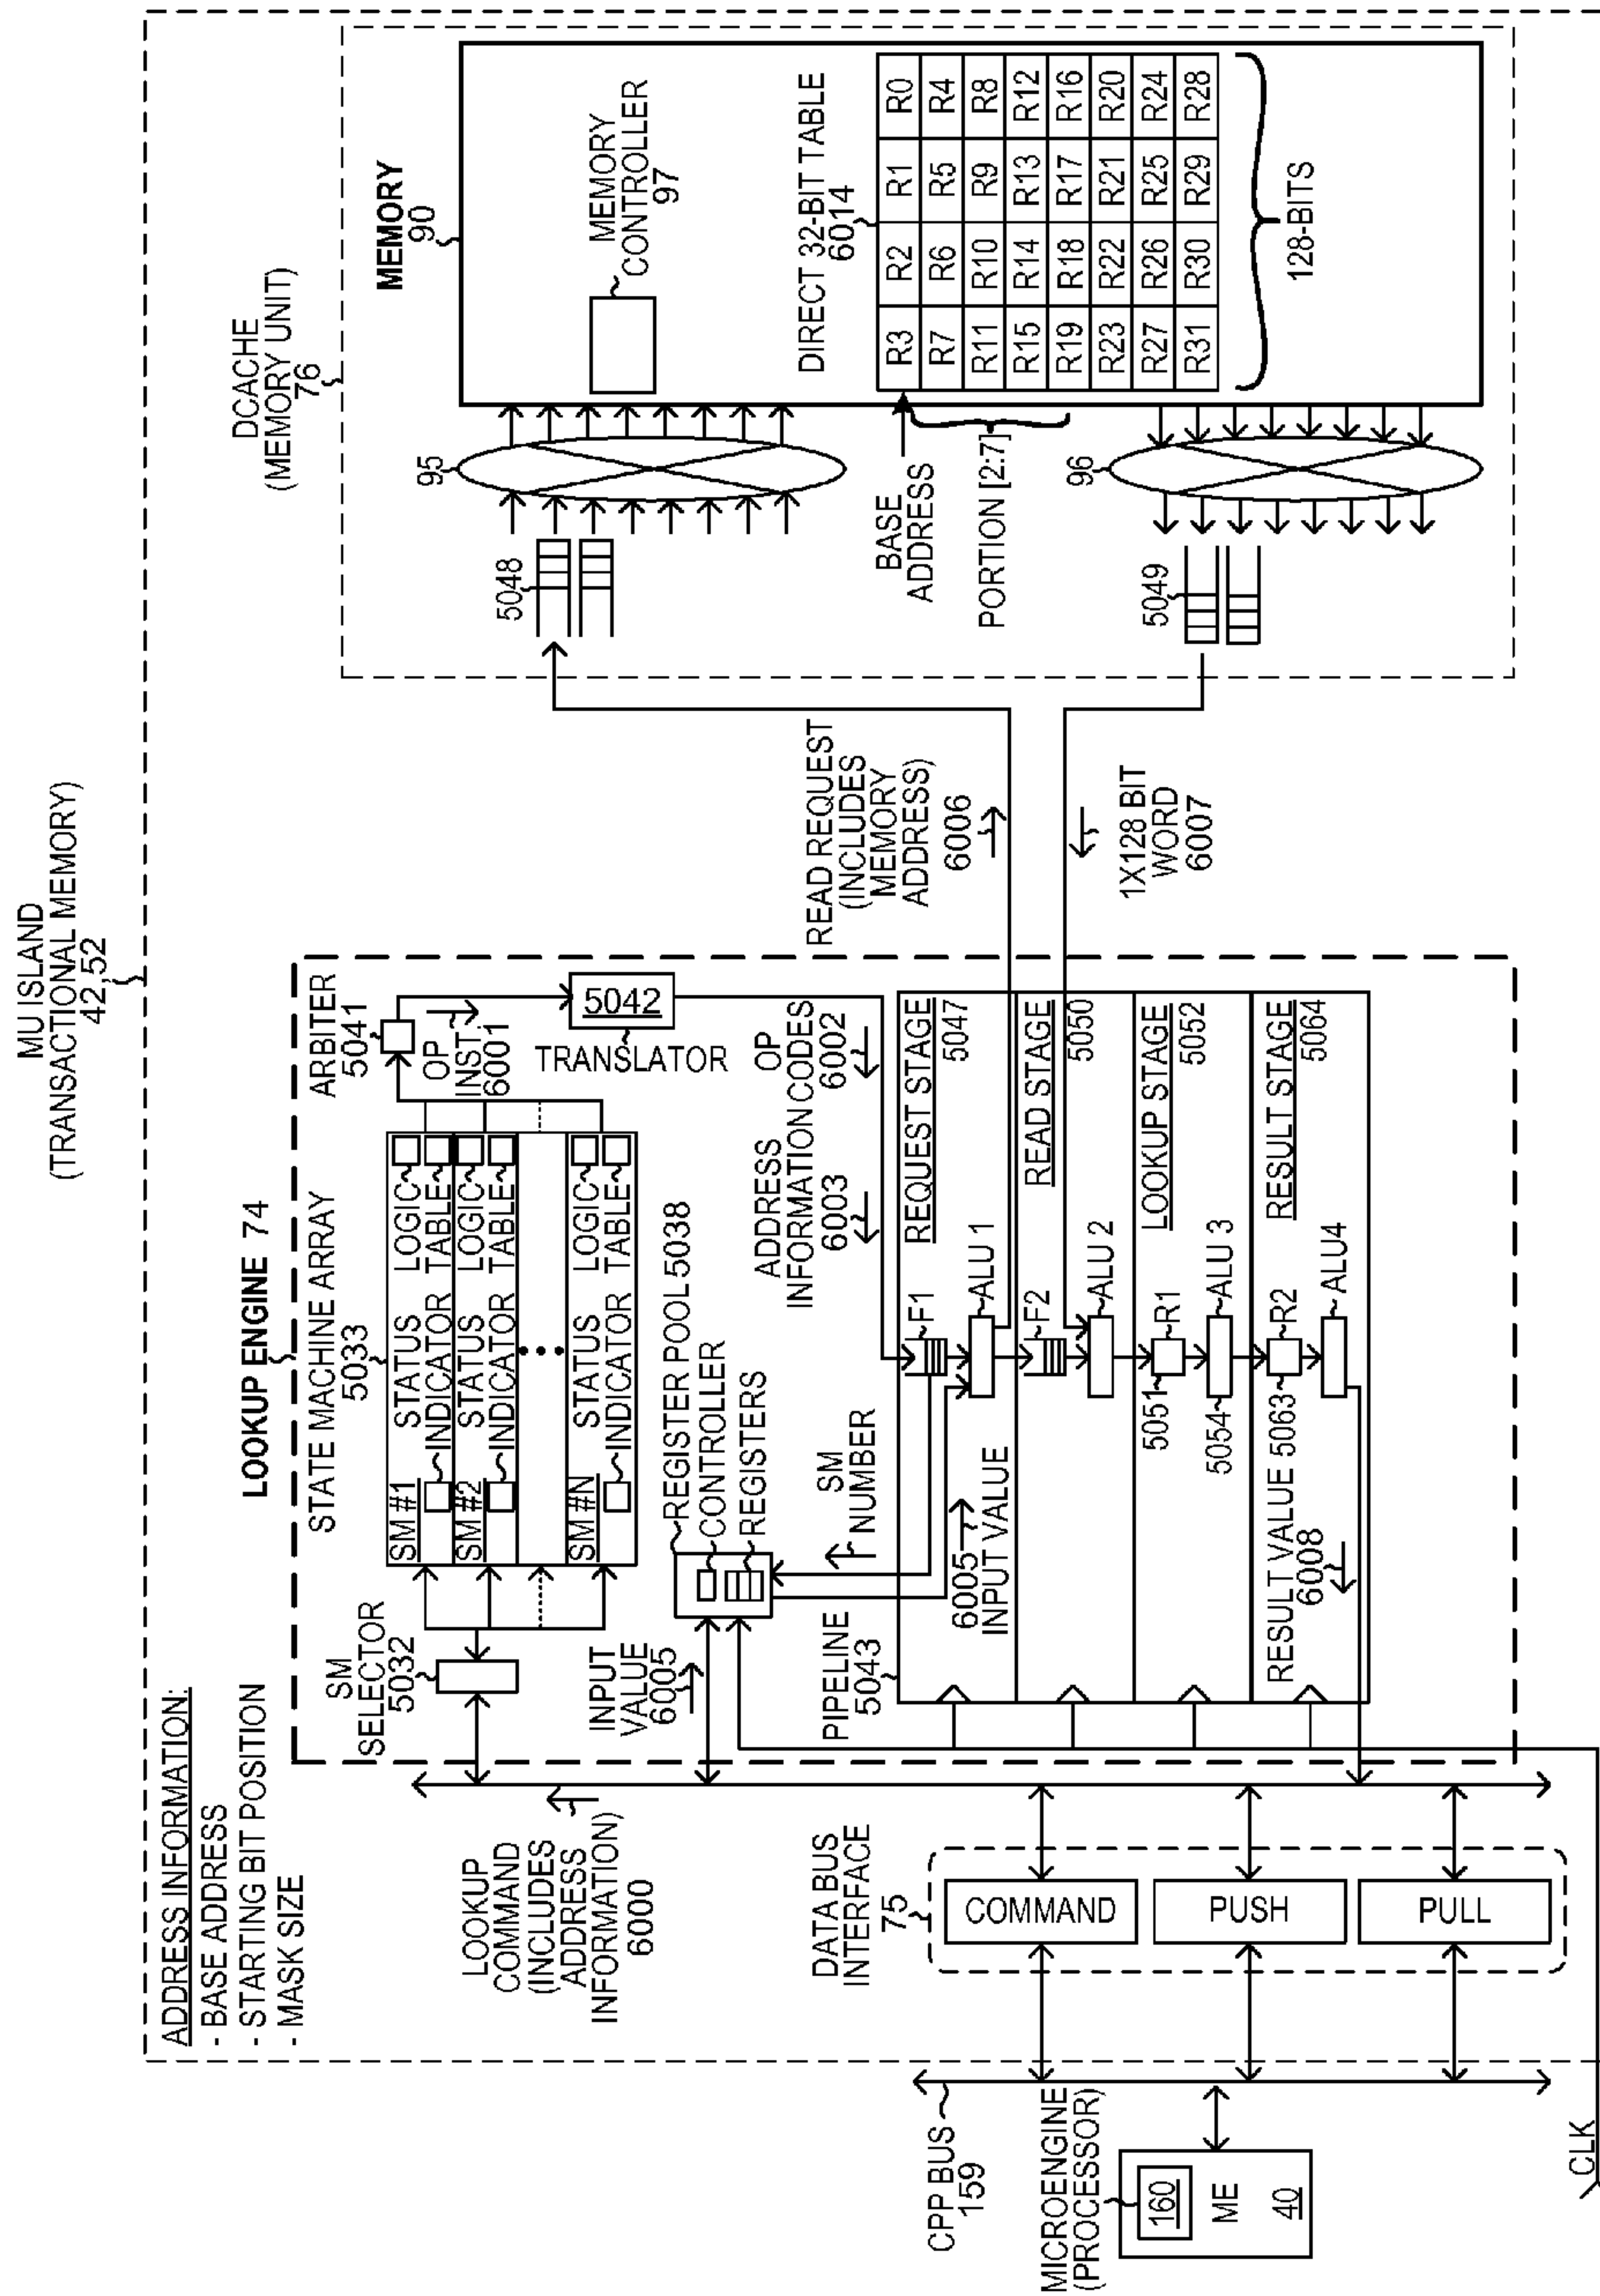 MU ISLAND
(TRANSACTIONAL MEMORY)
42,52
ADDRESS INFORMATION:
- BASE ADDRESS
- STARTING BIT POSITION
- MASK SIZE
LOOKUP ENGINE 74
STATE MACHINE ARRAY
5033
SM
SELECTOR
5032
SM #1
STATUS
INDICATOR
LOGIC
TABLE
SM #2
STATUS
INDICATOR
LOGIC
TABLE
SM #N
STATUS
INDICATOR
LOGIC
TABLE
ARBITER
5041
OP
INST.
6001
5042
TRANSLATOR
LOOKUP
COMMAND
(INCLUDES
ADDRESS
INFORMATION)
6000
INPUT
VALUE
6005
REGISTER POOL 5038
CONTROLLER
REGISTERS
SM
NUMBER
ADDRESS
INFORMATION
6003
OP
CODES
6002
PIPELINE
5043
6005
INPUT VALUE
F1
ALU 1
REQUEST STAGE
5047
F2
ALU 2
READ STAGE
5050
5051
R1
5054
ALU 3
LOOKUP STAGE
5052
RESULT VALUE
6008
5063
R2
ALU4
RESULT STAGE
5064
DATA BUS
INTERFACE
75
COMMAND
PUSH
PULL
CPP BUS
159
MICROENGINE
(PROCESSOR)
160
ME
40
CLK
READ REQUEST
(INCLUDES
MEMORY
ADDRESS)
6006
1X128 BIT
WORD
6007
DCACHE
(MEMORY UNIT)
76
MEMORY
90
95
5048
MEMORY
CONTROLLER
97
BASE
ADDRESS
PORTION [2:7]
DIRECT 32-BIT TABLE
6014
R3 R2 R1 R0
R7 R6 R5 R4
R11 R10 R9 R8
R15 R14 R13 R12
R19 R18 R17 R16
R23 R22 R21 R20
R27 R26 R25 R24
R31 R30 R29 R28
128-BITS
96
5049